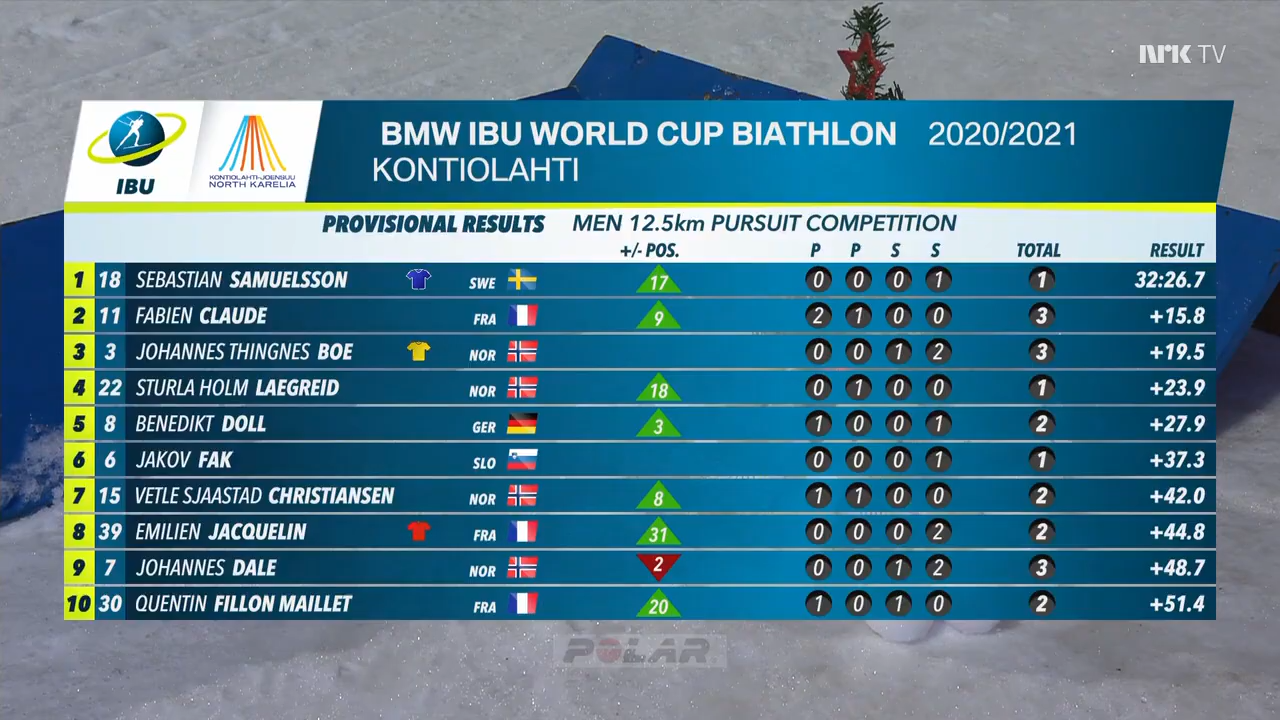 NRK TV
BMW IBU WORLD CUP BIATHLON 2020/2021
KONTIOLAHTI
IBU
KONTIOLAHTI-JOENSUU
NORTH KARELIA
PROVISIONAL RESULTS MEN 12.5km PURSUIT COMPETITION
+/- POS. P P S S TOTAL RESULT
1 18 SEBASTIAN SAMUELSSON SWE 17 0 0 0 1 1 32:26.7
2 11 FABIEN CLAUDE FRA 9 2 1 0 0 3 +15.8
3 3 JOHANNES THINGNES BOE NOR 0 0 1 2 3 +19.5
4 22 STURLA HOLM LAEGREID NOR 18 0 1 0 0 1 +23.9
5 8 BENEDIKT DOLL GER 3 1 0 0 1 2 +27.9
6 6 JAKOV FAK SLO 0 0 0 1 1 +37.3
7 15 VETLE SJAASTAD CHRISTIANSEN NOR 8 1 1 0 0 2 +42.0
8 39 EMILIEN JACQUELIN FRA 31 0 0 0 2 2 +44.8
9 7 JOHANNES DALE NOR 2 0 0 1 2 3 +48.7
10 30 QUENTIN FILLON MAILLET FRA 20 1 0 1 0 2 +51.4
POLAR